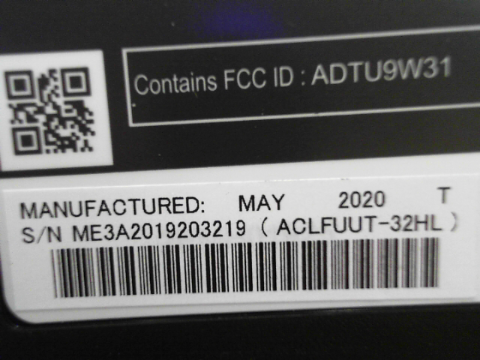 Contains FCC ID : ADTU9W31
MANUFACTURED: MAY 2020 T
S/N ME3A2019203219 ( ACLFUUT-32HL )